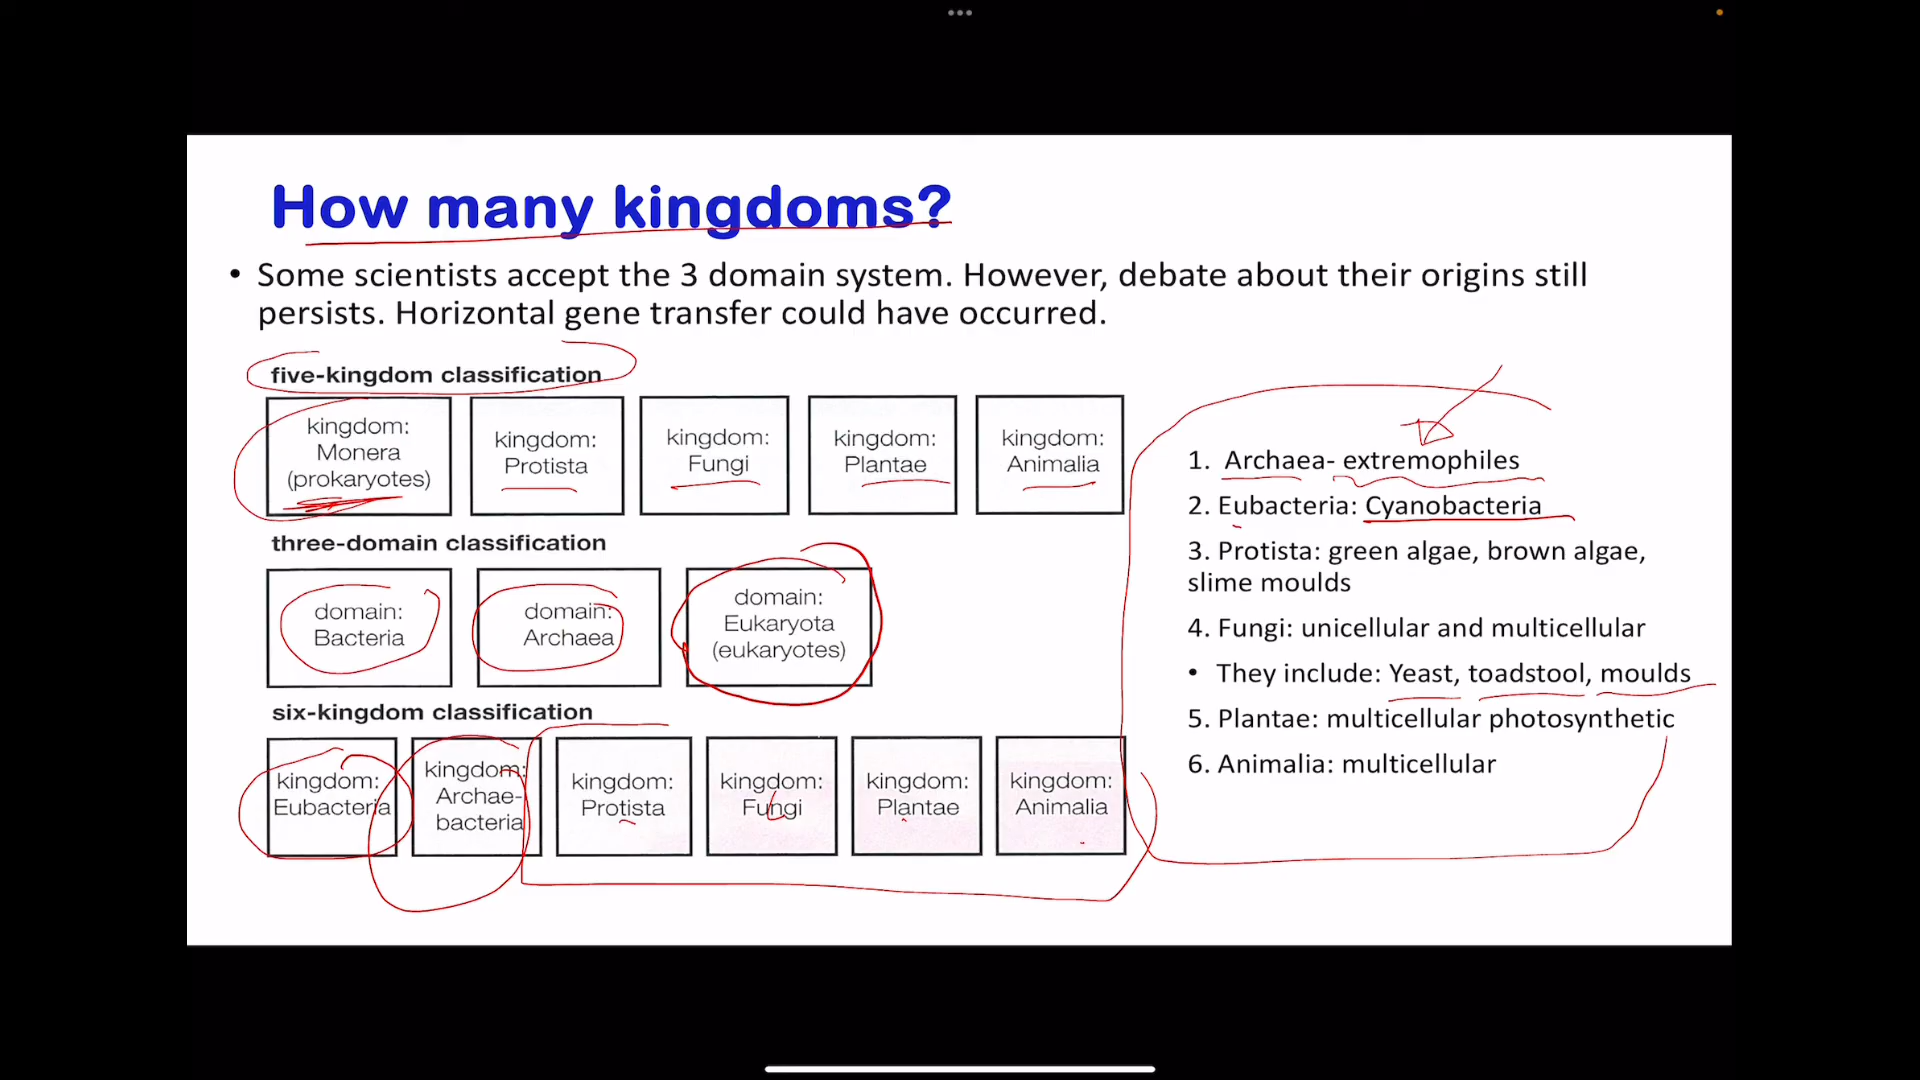 How many kingdoms?
• Some scientists accept the 3 domain system. However, debate about their origins still
persists. Horizontal gene transfer could have occurred.
five-kingdom classification
kingdom:
Monera
(prokaryotes)
kingdom:
Protista
kingdom:
Fungi
kingdom:
Plantae
kingdom:
Animalia
three-domain classification
domain:
Bacteria
domain:
Archaea
domain:
Eukaryota
(eukaryotes)
six-kingdom classification
kingdom:
Eubacteria
kingdom:
Archae-
bacteria
kingdom:
Protista
kingdom:
Fungi
kingdom:
Plantae
kingdom:
Animalia
1. Archaea- extremophiles
2. Eubacteria: Cyanobacteria
3. Protista: green algae, brown algae,
slime moulds
4. Fungi: unicellular and multicellular
• They include: Yeast, toadstool, moulds
5. Plantae: multicellular photosynthetic
6. Animalia: multicellular